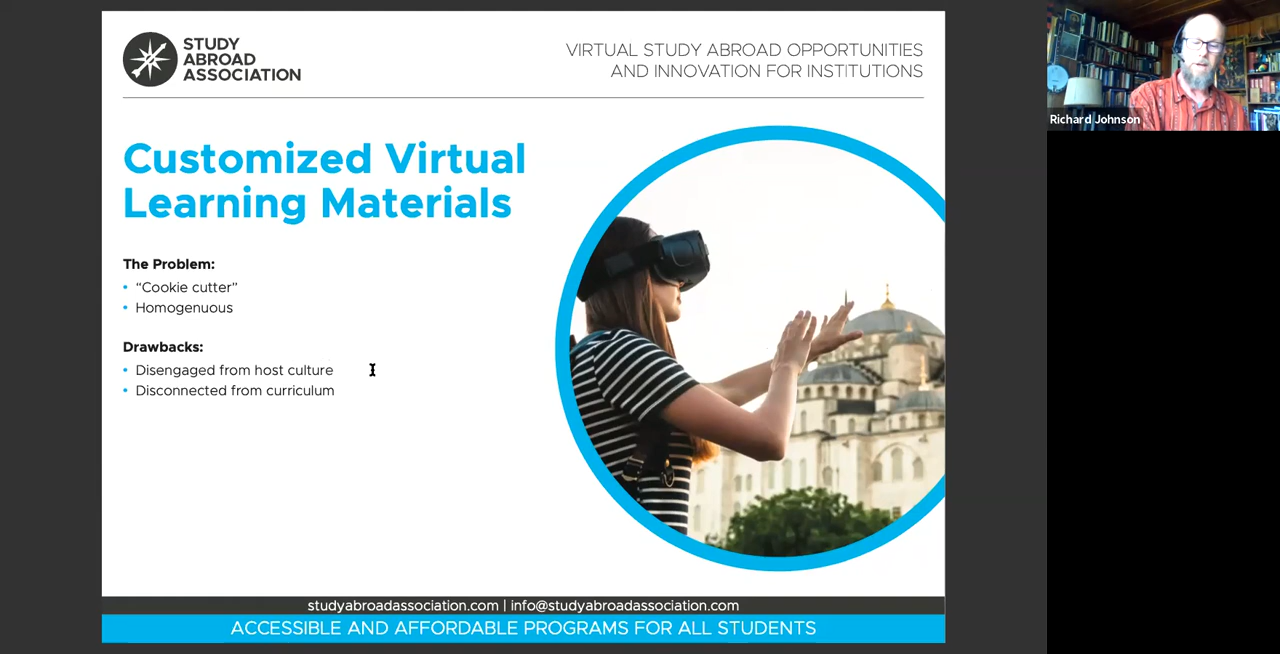 STUDY
ABROAD
ASSOCIATION
VIRTUAL STUDY ABROAD OPPORTUNITIES
AND INNOVATION FOR INSTITUTIONS
Richard Johnson
Customized Virtual
Learning Materials
The Problem:
• “Cookie cutter”
• Homogenuous
Drawbacks:
• Disengaged from host culture
• Disconnected from curriculum
studyabroadassociation.com | info@studyabroadassociation.com
ACCESSIBLE AND AFFORDABLE PROGRAMS FOR ALL STUDENTS